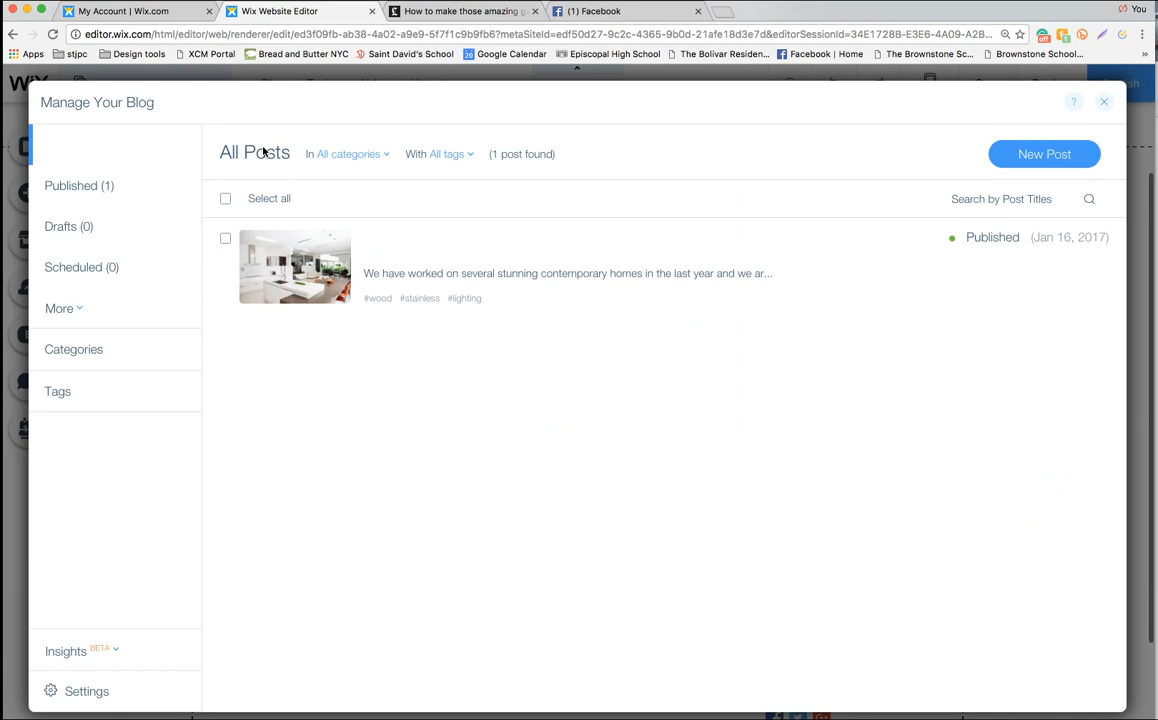 My Account | Wix.com
Wix Website Editor
How to make those amazing g
(1) Facebook
You
editor.wix.com/html/editor/web/renderer/edit/ed3f09fb-ab38-4a02-a9e9-5f7f1c9b9fb6?metaSiteId=edf50d27-9c2c-4365-9b0d-21afe18d3e7d&editorSessionId=34E1728B-E3E6-4A09-A2B...
Apps stjpc Design tools XCM Portal Bread and Butter NYC Saint David's School Google Calendar Episcopal High School The Bolivar Residen... Facebook | Home The Brownstone Sc... Brownstone School... »
Manage Your Blog
?
All Posts In All categories With All tags (1 post found)
New Post
Published (1)
Drafts (0)
Scheduled (0)
More
Categories
Tags
Insights BETA
Settings
Select all
Search by Post Titles
Published (Jan 16, 2017)
We have worked on several stunning contemporary homes in the last year and we ar...
#wood #stainless #lighting